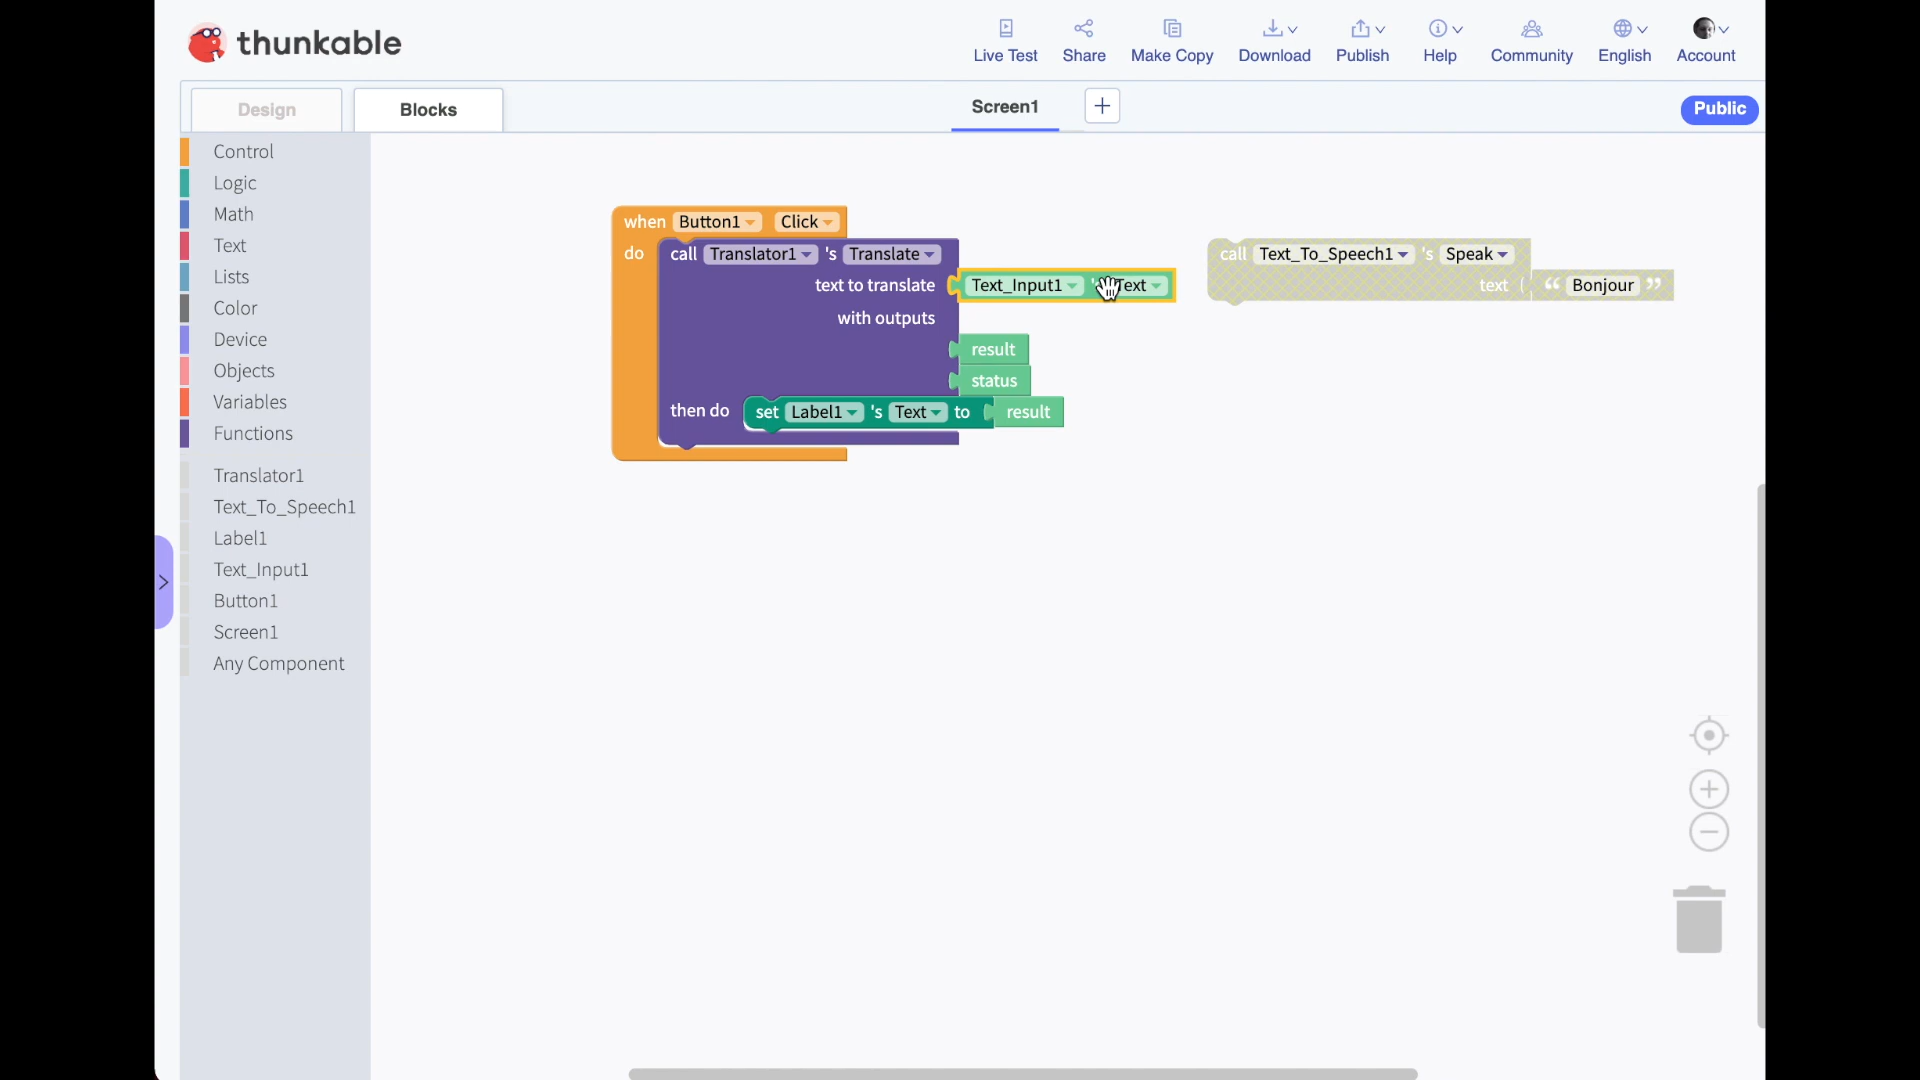 thunkable
Live Test
Share
Make Copy
Download
Publish
Help
Community
English
Account
Design
Blocks
Screen1
Public
Control
Logic
Math
Text
Lists
Color
Device
Objects
Variables
Functions
Translator1
Text_To_Speech1
Label1
Text_Input1
Button1
Screen1
Any Component
when Button1 Click
do call Translator1 's Translate
text to translate Text_Input1 ' Text
with outputs
result
status
then do set Label1 's Text to result
call Text_To_Speech1 's Speak
text “ Bonjour ”